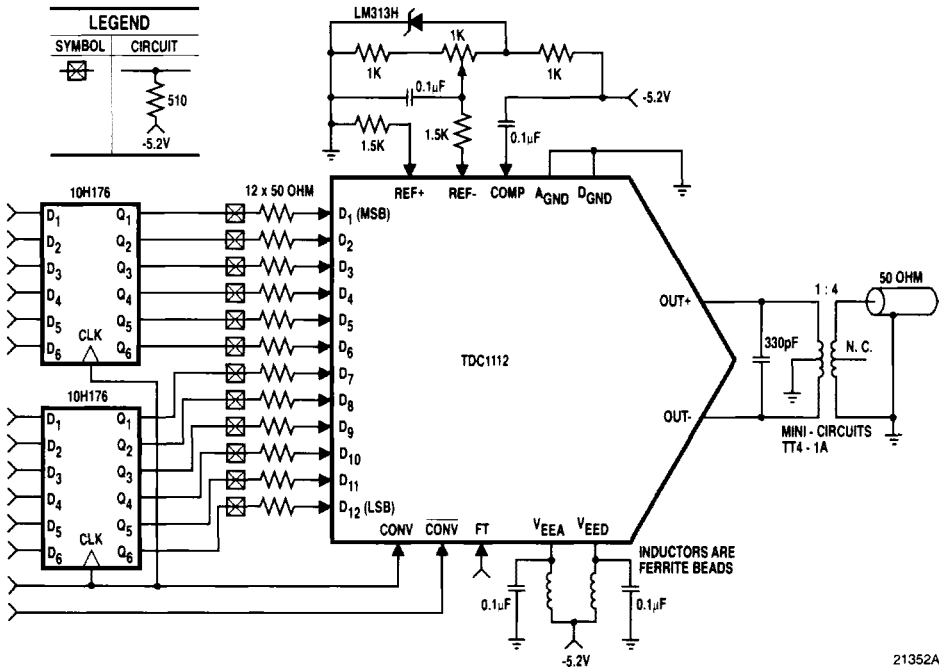 LEGEND
SYMBOL CIRCUIT
510
-5.2V
LM313H
1K
1K
1K
0.1µF
-5.2V
1.5K
1.5K
0.1µF
REF+ REF- COMP AGND DGND
10H176
12 x 50 OHM
D1 Q1
D2 Q2
D3 Q3
D4 Q4
D5 Q5
D6 Q6
CLK
10H176
D1 Q1
D2 Q2
D3 Q3
D4 Q4
D5 Q5
D6 Q6
CLK
D1 (MSB)
D2
D3
D4
D5
D6
D7
D8
D9
D10
D11
D12 (LSB)
TDC1112
OUT+
OUT-
330pF
1 : 4
50 OHM
N. C.
MINI - CIRCUITS
TT4 - 1A
CONV CONV FT VEEA VEED
INDUCTORS ARE
FERRITE BEADS
0.1µF
0.1µF
-5.2V
21352A